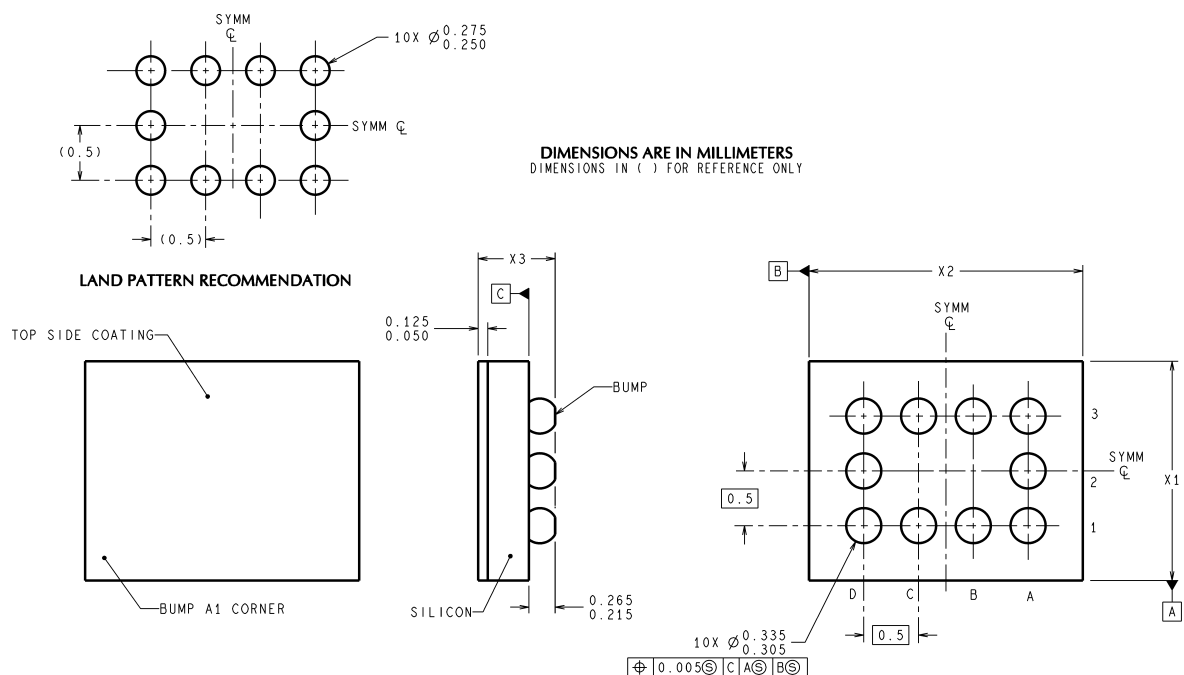 SYMM
℄
10X Ø 0.275
0.250
SYMM ℄
(0.5)
(0.5)
DIMENSIONS ARE IN MILLIMETERS
DIMENSIONS IN ( ) FOR REFERENCE ONLY
LAND PATTERN RECOMMENDATION
TOP SIDE COATING
BUMP A1 CORNER
X3
C
0.125
0.050
BUMP
SILICON
0.265
0.215
B
X2
SYMM
℄
3
SYMM
℄
2
X1
0.5
1
D C B A
A
0.5
10X Ø 0.335
0.305
⌖ 0.005Ⓢ C AⓈ BⓈ